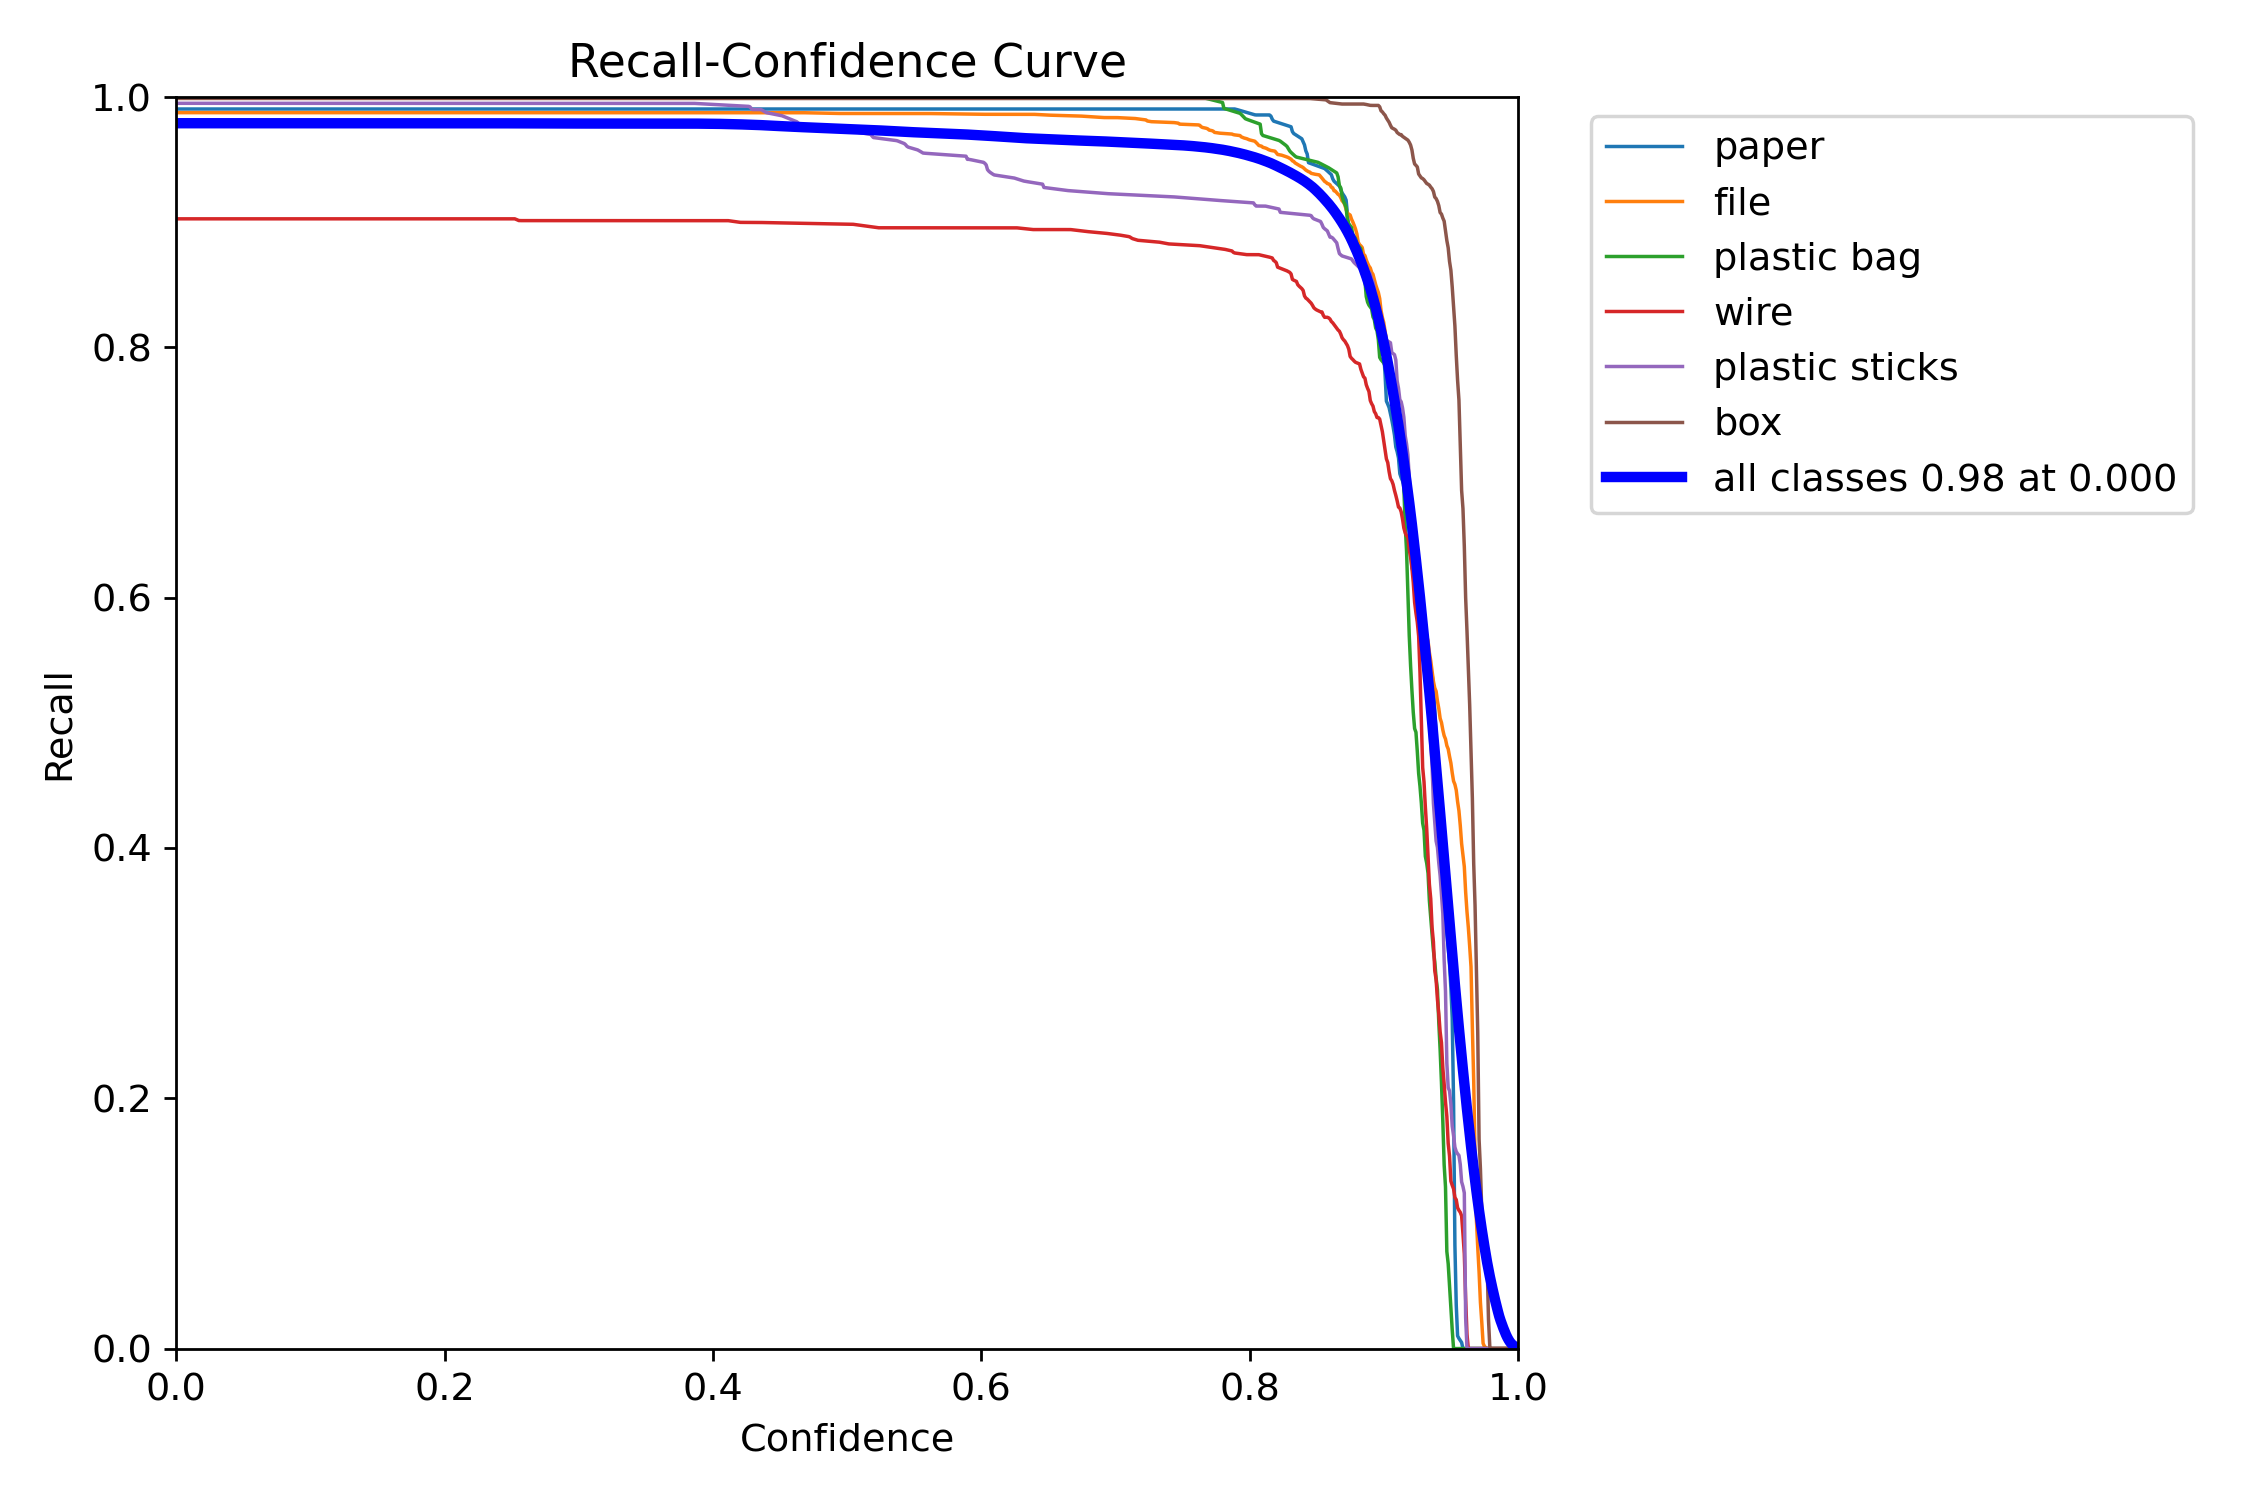 Recall-Confidence Curve
1.0
0.8
0.6
0.4
0.2
0.0
Recall
0.0 0.2 0.4 0.6 0.8 1.0
Confidence
paper
file
plastic bag
wire
plastic sticks
box
all classes 0.98 at 0.000